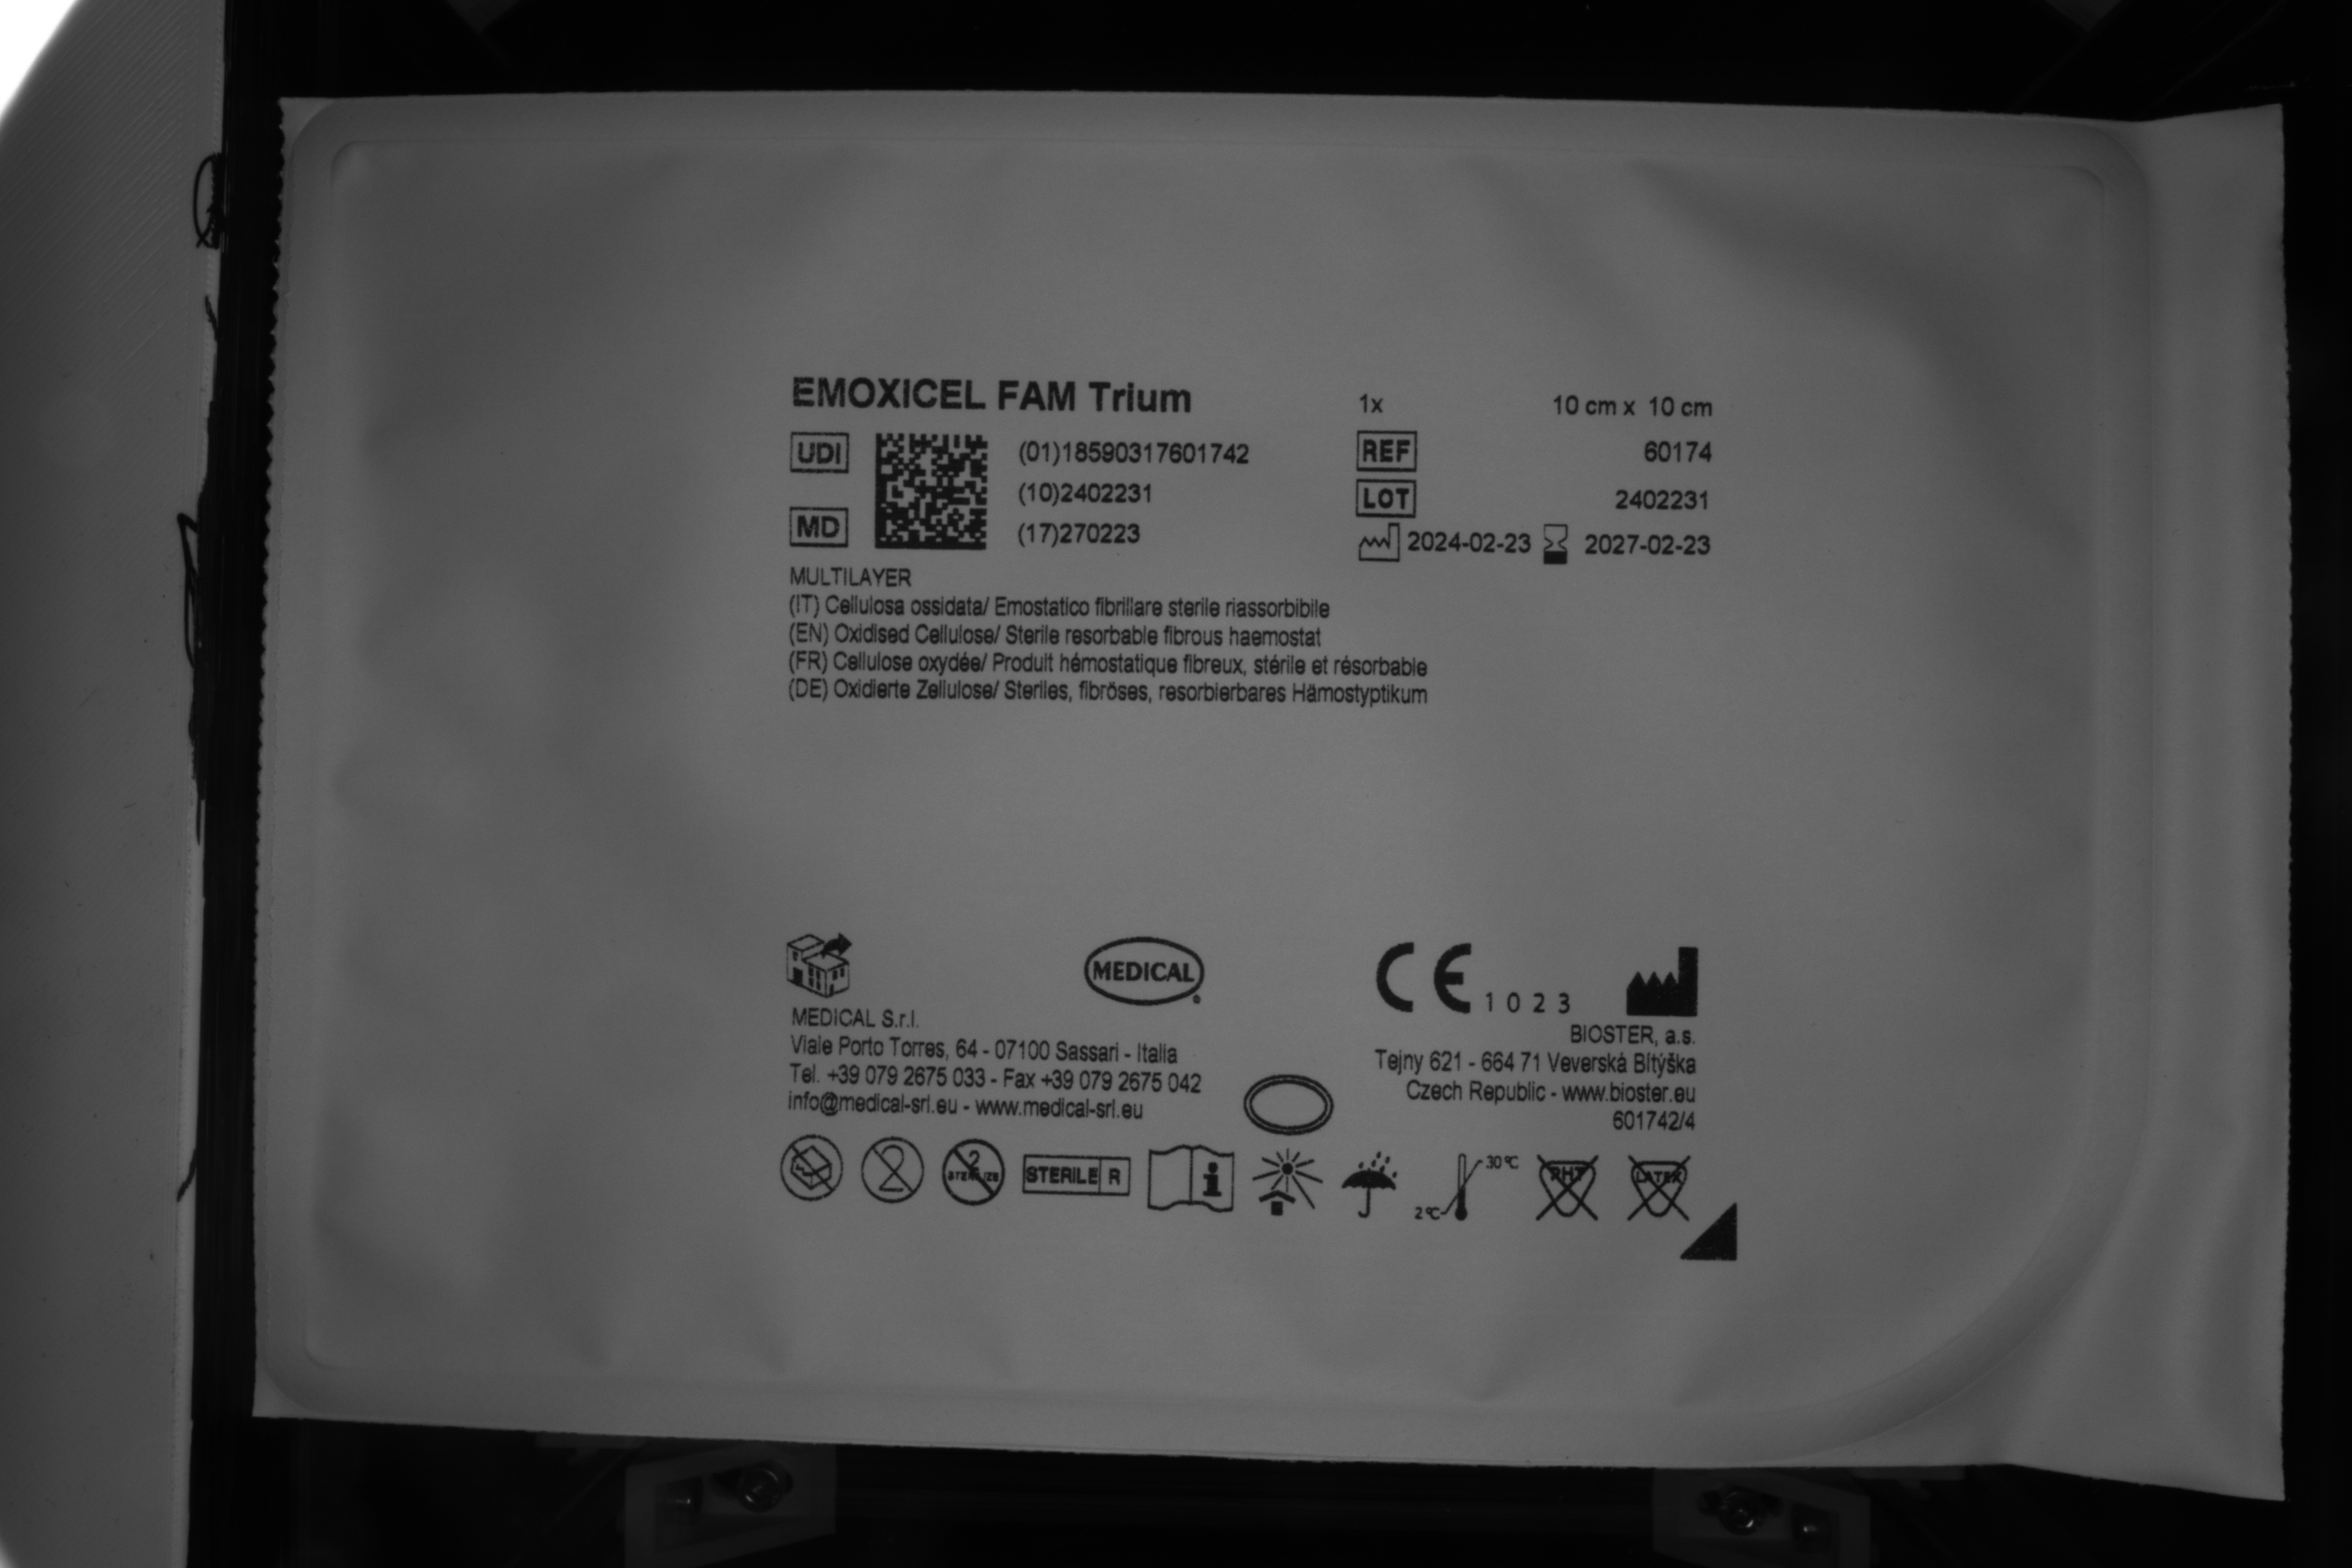 EMOXICEL FAM Trium
1x 10 cm x 10 cm
UDI (01)18590317601742
REF 60174
(10)2402231
LOT 2402231
MD (17)270223
2024-02-23 2027-02-23
MULTILAYER
(IT) Cellulosa ossidata/ Emostatico fibrillare sterile riassorbibile
(EN) Oxidised Cellulose/ Sterile resorbable fibrous haemostat
(FR) Cellulose oxydée/ Produit hémostatique fibreux, stérile et résorbable
(DE) Oxidierte Zellulose/ Steriles, fibröses, resorbierbares Hämostyptikum
MEDICAL
CE 1023
MEDICAL S.r.l.
Viale Porto Torres, 64 - 07100 Sassari - Italia
Tel. +39 079 2675 033 - Fax +39 079 2675 042
info@medical-srl.eu - www.medical-srl.eu
BIOSTER, a.s.
Tejny 621 - 664 71 Veverská Bítýška
Czech Republic - www.bioster.eu
601742/4
2
2 STERILIZE
STERILE R
i
30 °C
2 °C
PHT
LATEX